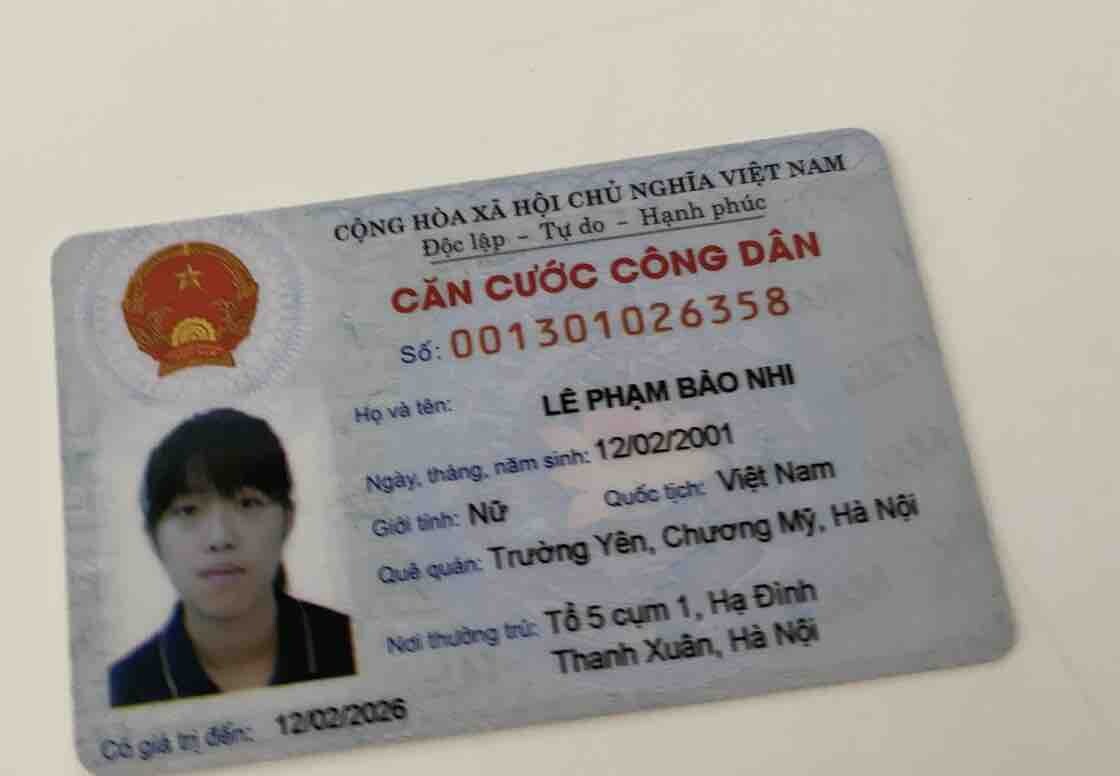 CỘNG HÒA XÃ HỘI CHỦ NGHĨA VIỆT NAM
Độc lập – Tự do – Hạnh phúc
CĂN CƯỚC CÔNG DÂN
Số: 001301026358
Họ và tên: LÊ PHẠM BẢO NHI
Ngày, tháng, năm sinh: 12/02/2001
Giới tính: Nữ Quốc tịch: Việt Nam
Quê quán: Trường Yên, Chương Mỹ, Hà Nội
Nơi thường trú: Tổ 5 cụm 1, Hạ Đình
Thanh Xuân, Hà Nội
Có giá trị đến: 12/02/2026